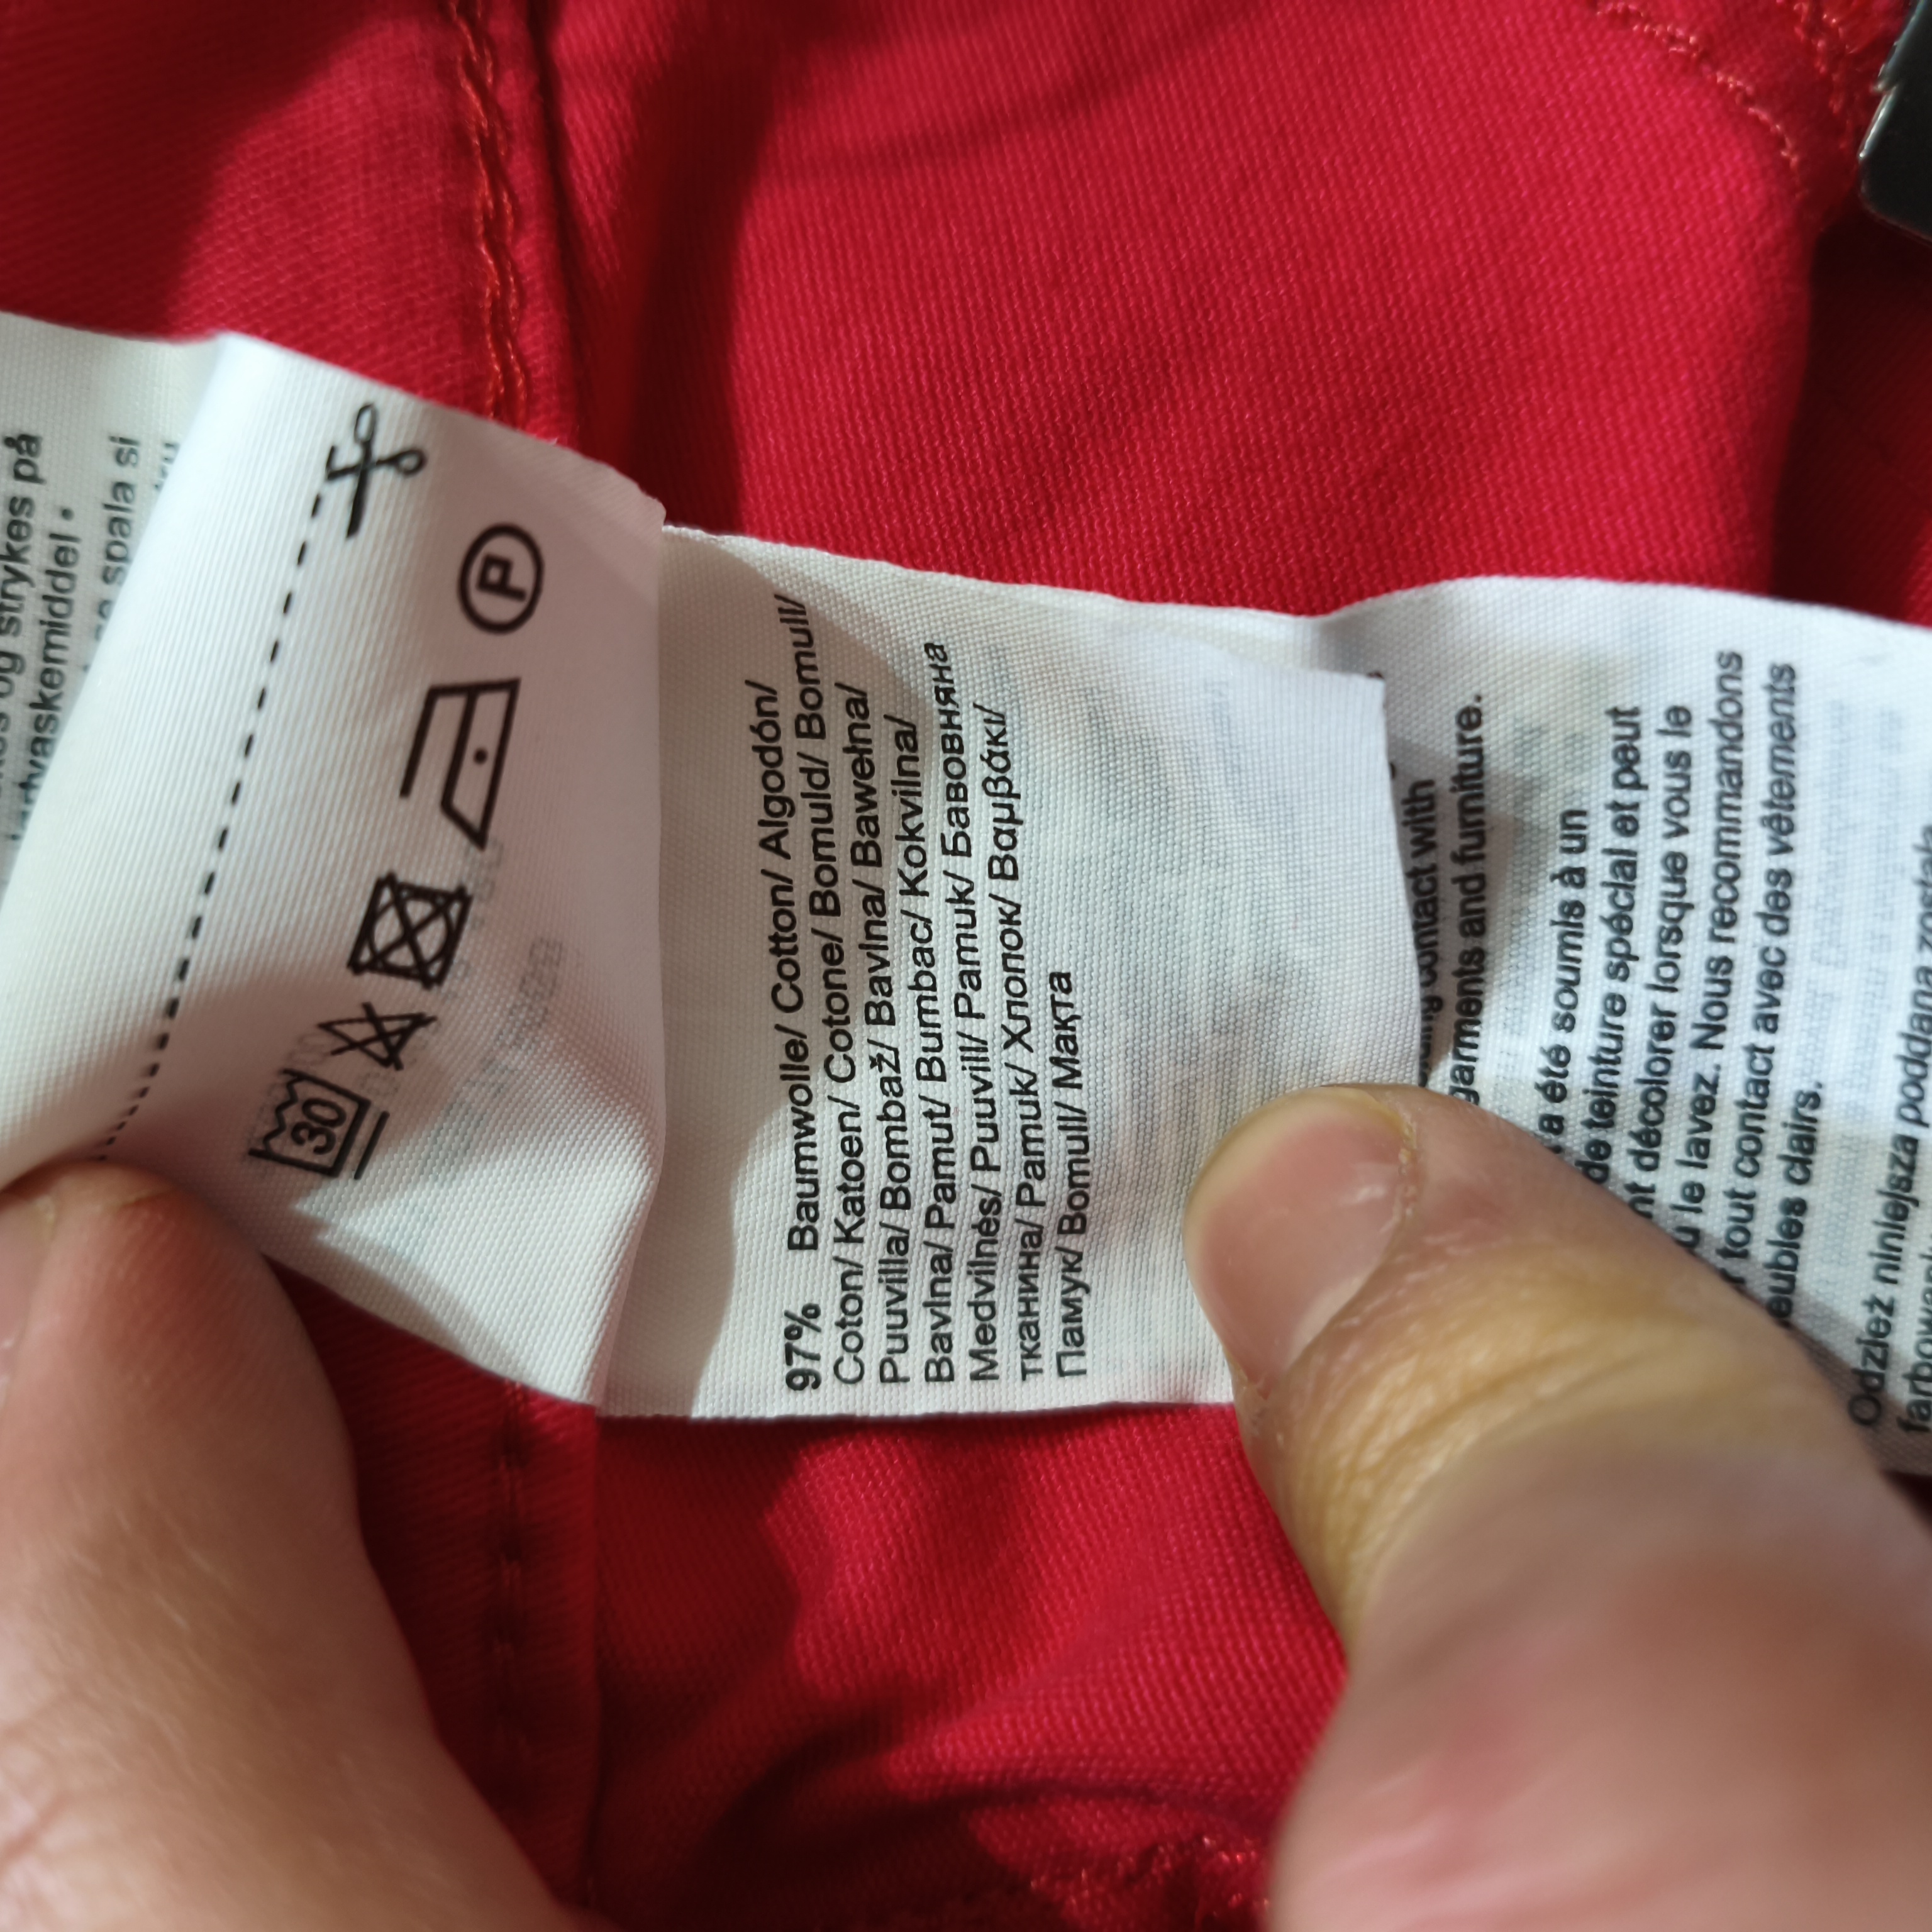 strykes på
vaskemiddel •
spala si
30
P
97% Baumwolle/ Cotton/ Algodón/
Coton/ Katoen/ Cotone/ Bomuld/ Bomull/
Puuvilla/ Bombaž/ Bavlna/ Bawełna/
Bavlna/ Pamut/ Bumbac/ Kokvilna/
Medvilnės/ Puuvill/ Pamuk/ Бавовняна
тканина/ Pamuk/ Хлопок/ Βαμβάκι/
Памук/ Bomull/ Мақта
contact with
garments and furniture.
a été soumis à un
de teinture spécial et peut
décolorer lorsque vous le
le lavez. Nous recommandons
tout contact avec des vêtements
clairs.
Odzież niniejsza poddana